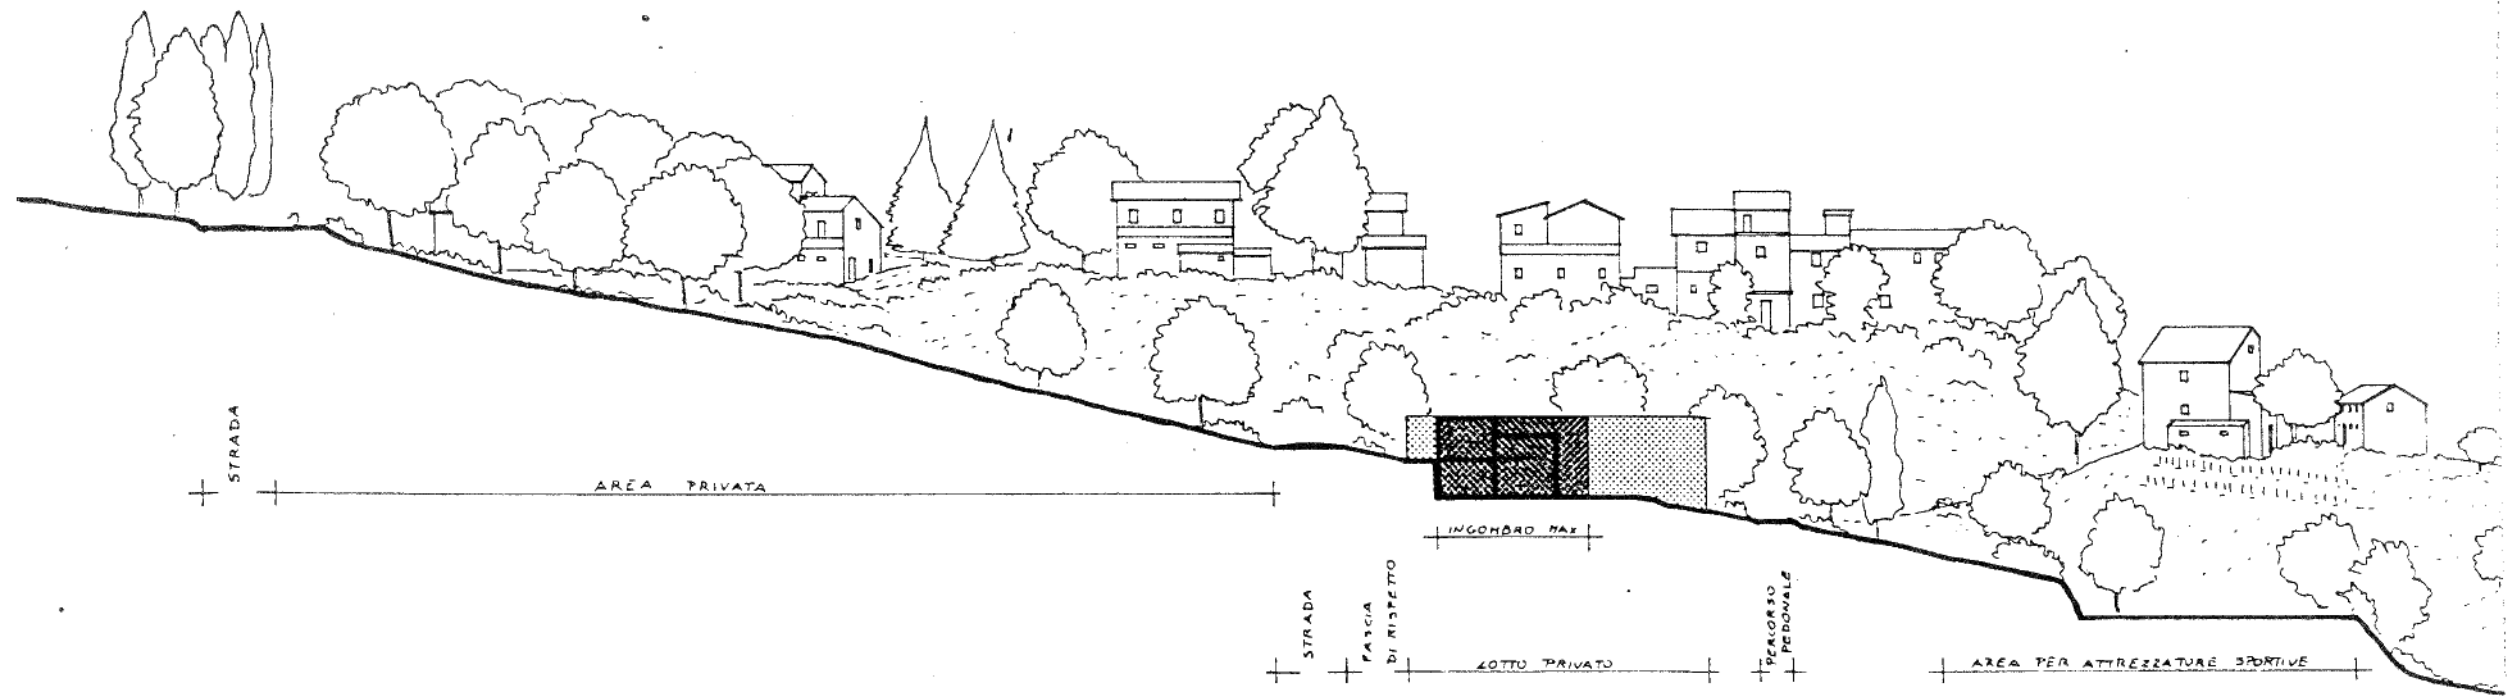 STRADA
AREA PRIVATA
INGOMBRO MAX
STRADA
FASCIA
DI RISPETTO
LOTTO PRIVATO
PERCORSO
PEDONALE
AREA PER ATTREZZATURE SPORTIVE